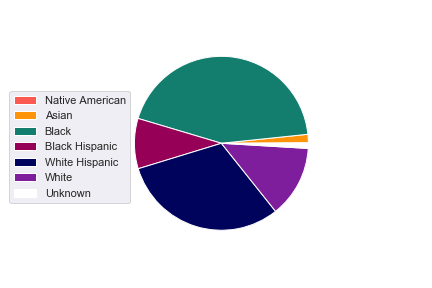 Native American
Asian
Black
Black Hispanic
White Hispanic
White
Unknown